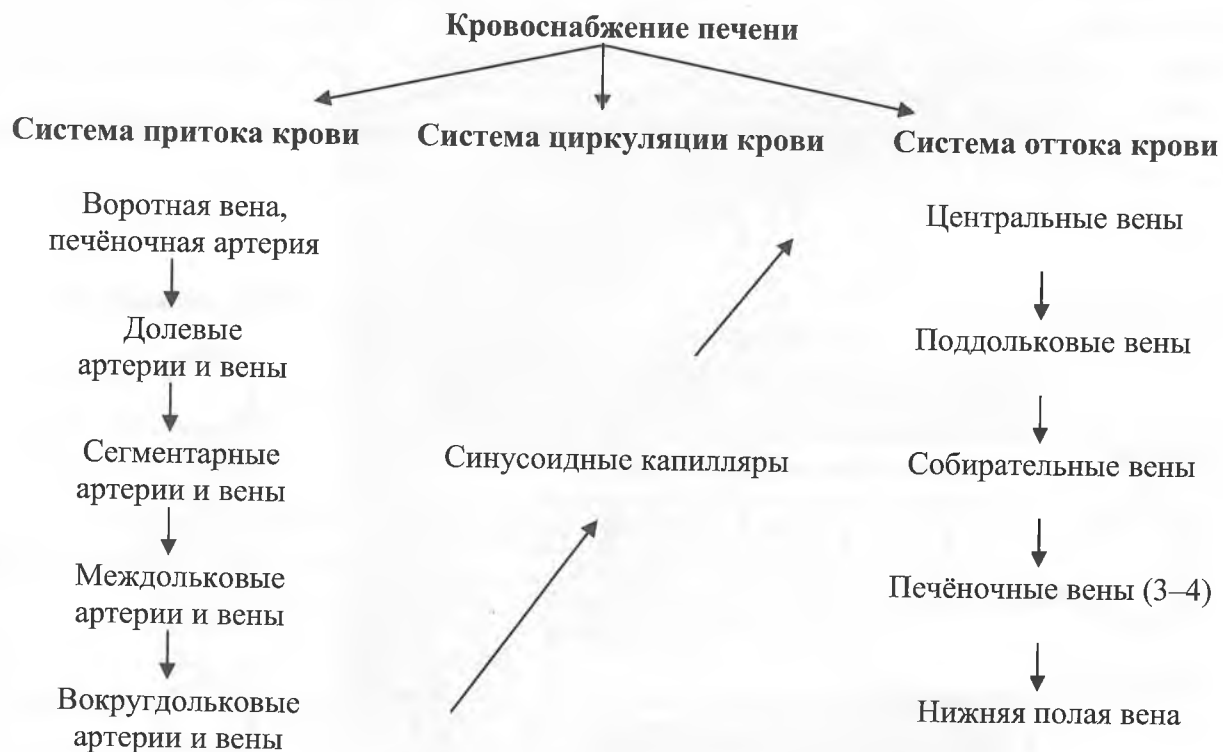 Кровоснабжение печени
Система притока крови
Система циркуляции крови
Система оттока крови
Воротная вена,
печёночная артерия
Долевые
артерии и вены
Сегментарные
артерии и вены
Междольковые
артерии и вены
Вокругдольковые
артерии и вены
Синусоидные капилляры
Центральные вены
Поддольковые вены
Собирательные вены
Печёночные вены (3–4)
Нижняя полая вена